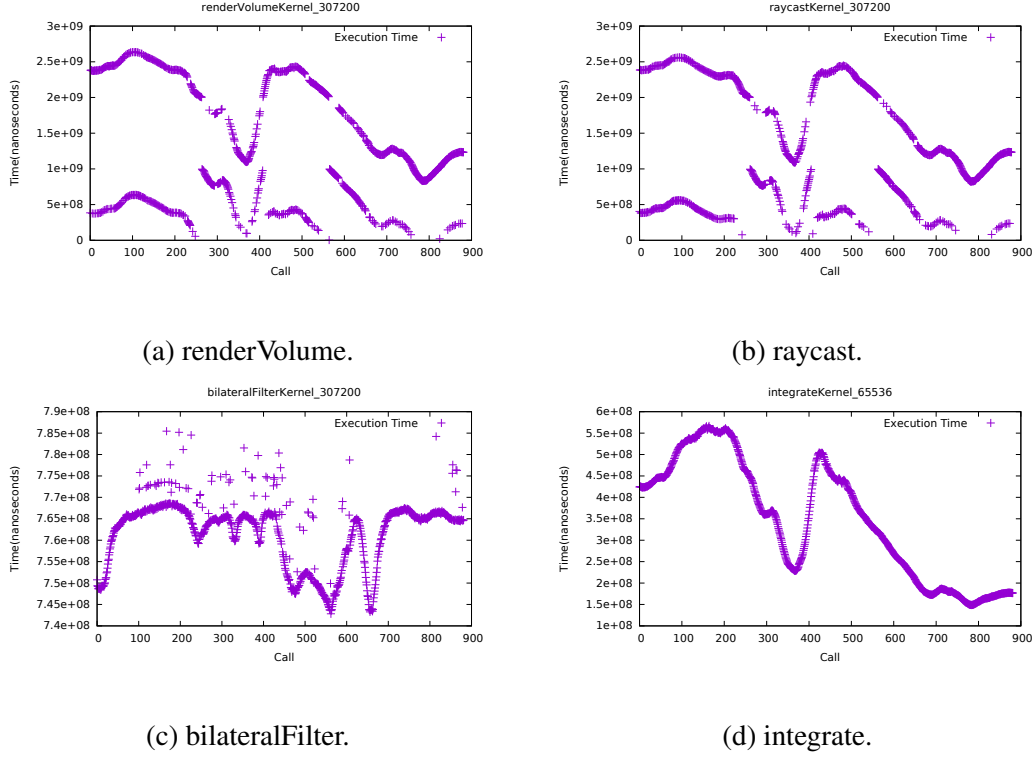 renderVolumeKernel_307200
3e+09
2.5e+09
2e+09
1.5e+09
1e+09
5e+08
0
Time(nanoseconds)
Execution Time
0 100 200 300 400 500 600 700 800 900
Call
(a) renderVolume.
raycastKernel_307200
3e+09
2.5e+09
2e+09
1.5e+09
1e+09
5e+08
0
Time(nanoseconds)
Execution Time
0 100 200 300 400 500 600 700 800 900
Call
(b) raycast.
bilateralFilterKernel_307200
7.9e+08
7.85e+08
7.8e+08
7.75e+08
7.7e+08
7.65e+08
7.6e+08
7.55e+08
7.5e+08
7.45e+08
7.4e+08
Time(nanoseconds)
Execution Time
0 100 200 300 400 500 600 700 800 900
Call
(c) bilateralFilter.
integrateKernel_65536
6e+08
5.5e+08
5e+08
4.5e+08
4e+08
3.5e+08
3e+08
2.5e+08
2e+08
1.5e+08
1e+08
Time(nanoseconds)
Execution Time
0 100 200 300 400 500 600 700 800 900
Call
(d) integrate.